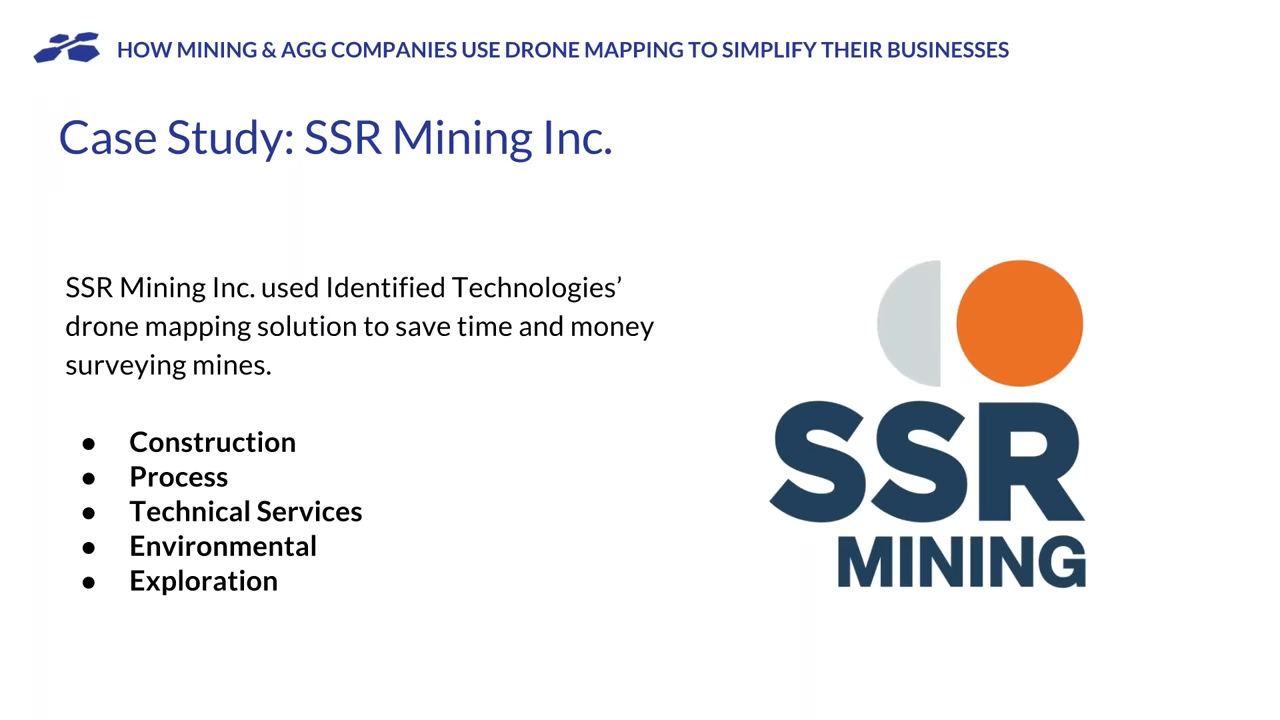 HOW MINING & AGG COMPANIES USE DRONE MAPPING TO SIMPLIFY THEIR BUSINESSES
Case Study: SSR Mining Inc.
SSR Mining Inc. used Identified Technologies’
drone mapping solution to save time and money
surveying mines.
● Construction
● Process
● Technical Services
● Environmental
● Exploration
SSR
MINING